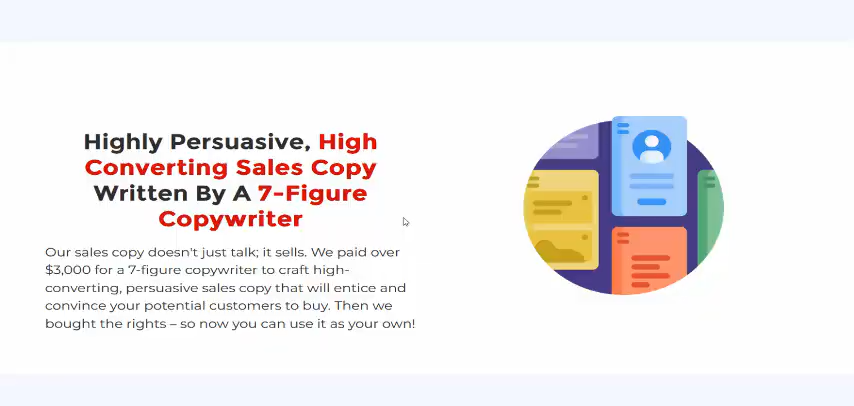 Highly Persuasive, High
Converting Sales Copy
Written By A 7-Figure
Copywriter
Our sales copy doesn't just talk; it sells. We paid over
$3,000 for a 7-figure copywriter to craft high-
converting, persuasive sales copy that will entice and
convince your potential customers to buy. Then we
bought the rights – so now you can use it as your own!